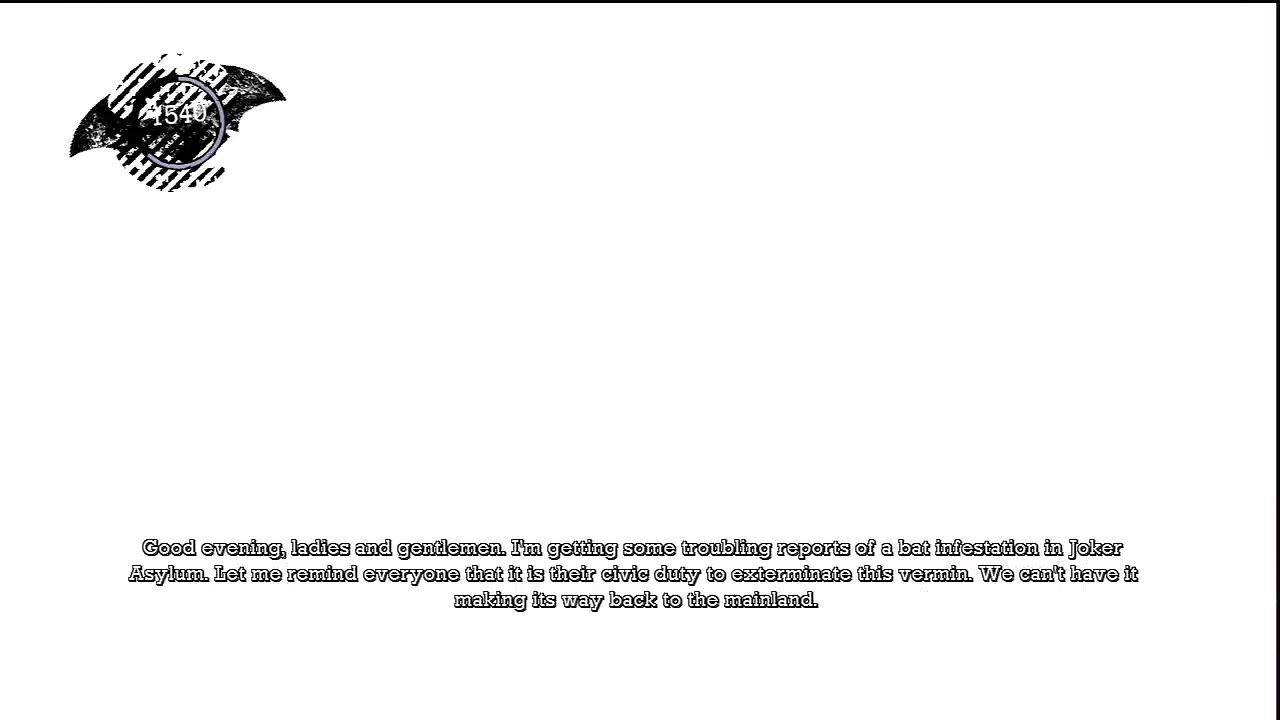 1540
Good evening, ladies and gentlemen. I'm getting some troubling reports of a bat infestation in Joker
Asylum. Let me remind everyone that it is their civic duty to exterminate this vermin. We can't have it
making its way back to the mainland.